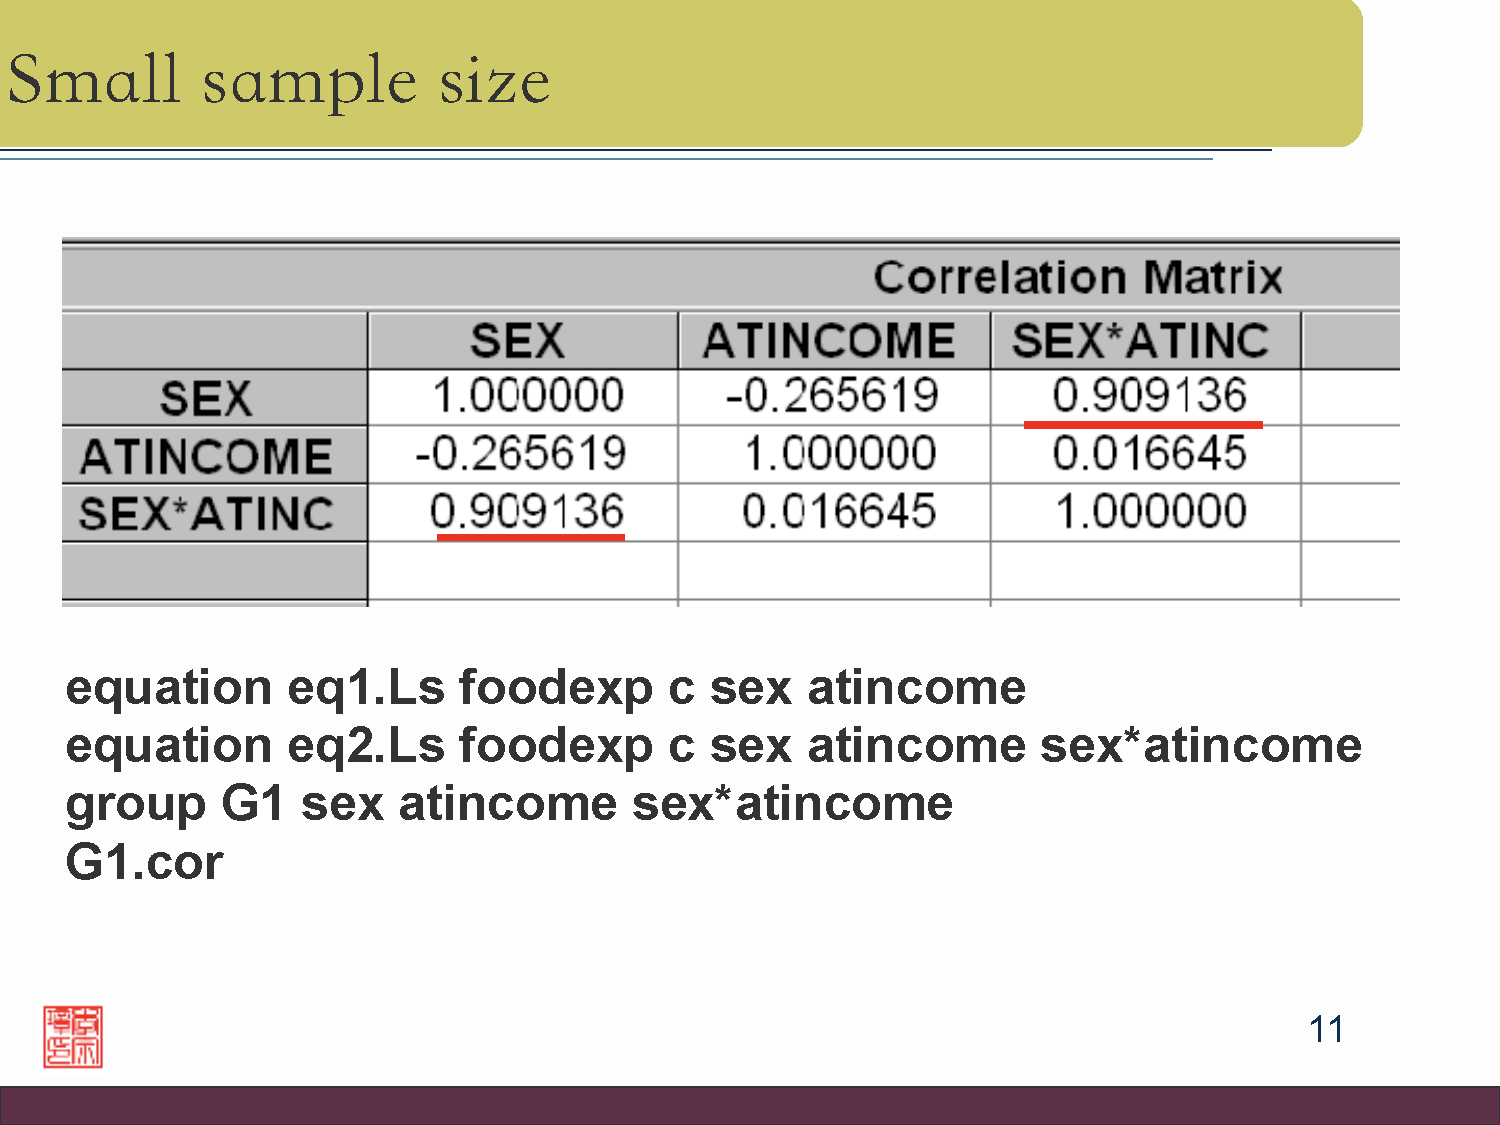 Small sample size
Correlation Matrix
SEX ATINCOME SEX*ATINC
SEX 1.000000 -0.265619 0.909136
ATINCOME -0.265619 1.000000 0.016645
SEX*ATINC 0.909136 0.016645 1.000000
equation eq1.Ls foodexp c sex atincome
equation eq2.Ls foodexp c sex atincome sex*atincome
group G1 sex atincome sex*atincome
G1.cor
11